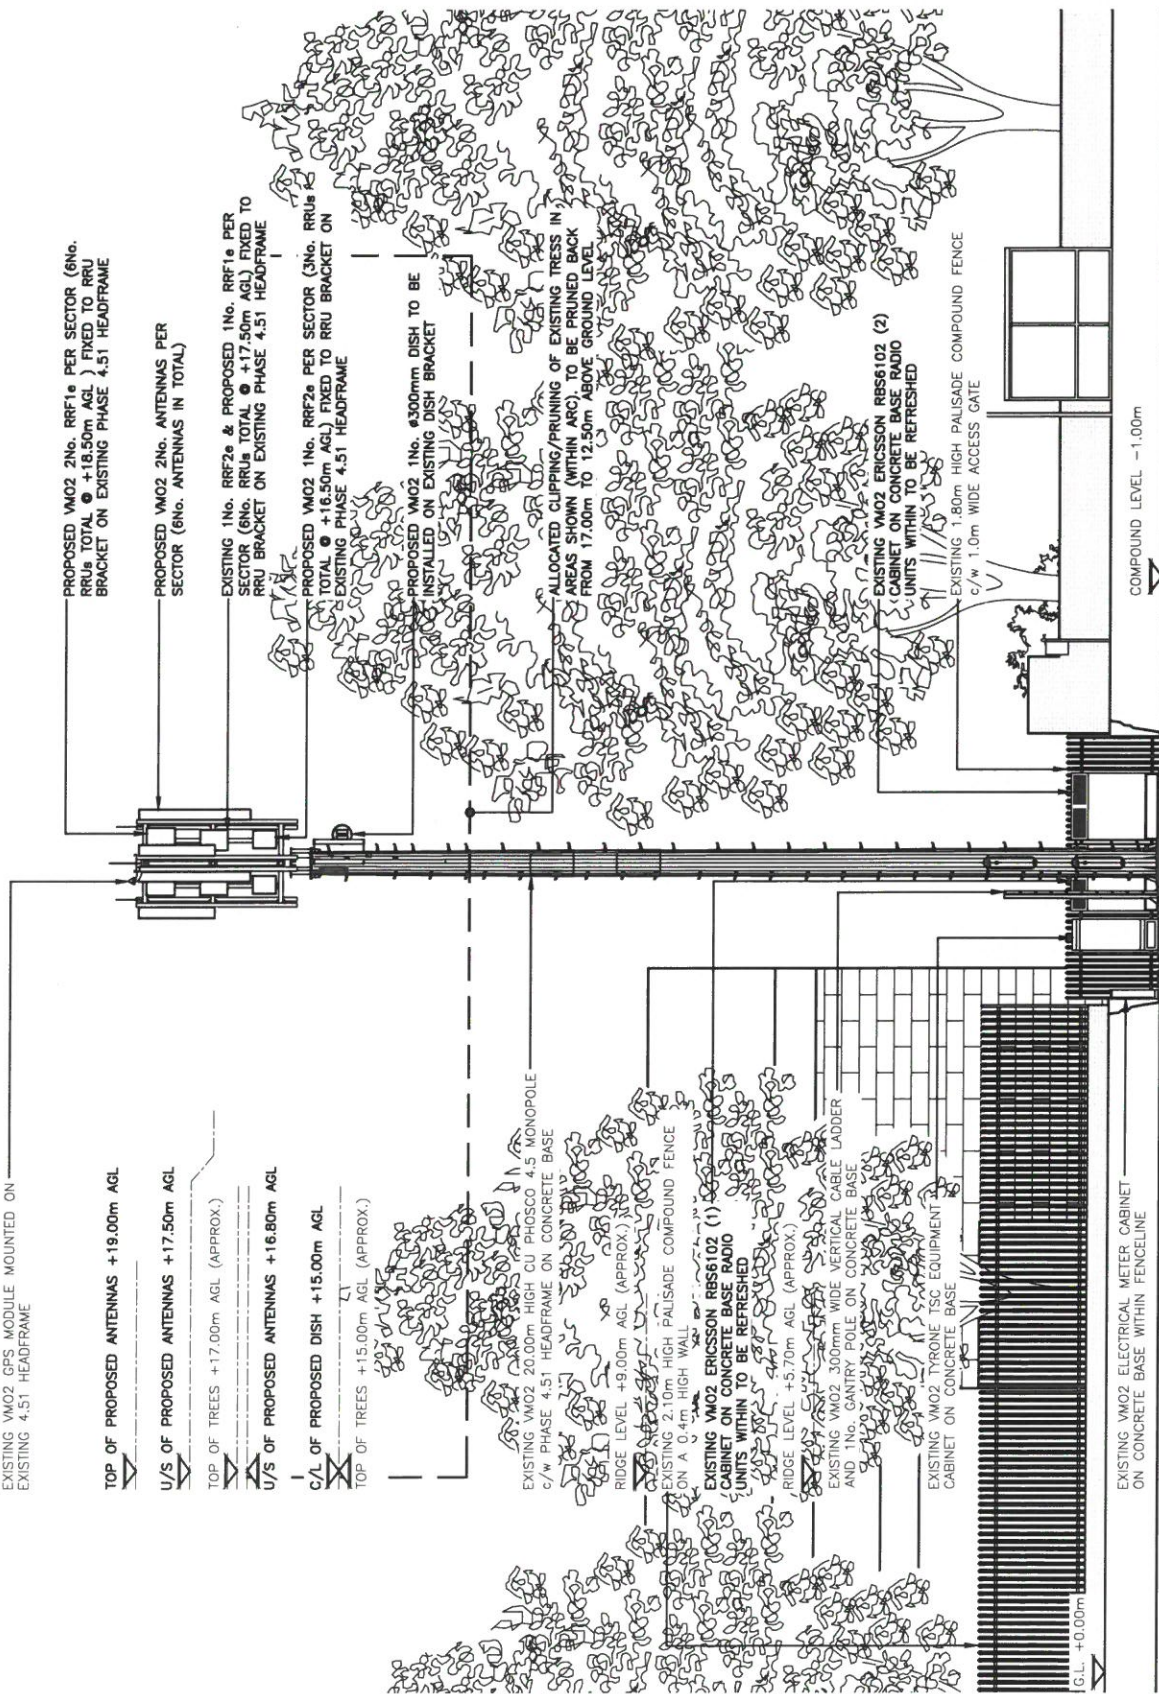 EXISTING VMO2 GPS MODULE MOUNTED ON
EXISTING 4.51 HEADFRAME
TOP OF PROPOSED ANTENNAS +19.00m AGL
U/S OF PROPOSED ANTENNAS +17.50m AGL
TOP OF TREES +17.00m AGL (APPROX.)
U/S OF PROPOSED ANTENNAS +16.80m AGL
C/L OF PROPOSED DISH +15.00m AGL
TOP OF TREES +15.00m AGL (APPROX.)
EXISTING VMO2 20.00m HIGH CU PHOSCO 4.5 MONOPOLE
c/w PHASE 4.51 HEADFRAME ON CONCRETE BASE
RIDGE LEVEL +9.00m AGL (APPROX.)
EXISTING 2.10m HIGH PALISADE COMPOUND FENCE
ON A 0.4m HIGH WALL
EXISTING VMO2 ERICSSON RBS6102 (1)
CABINET ON CONCRETE BASE RADIO
UNITS WITHIN TO BE REFRESHED
RIDGE LEVEL +5.70m AGL (APPROX.)
EXISTING VMO2 300mm WIDE VERTICAL CABLE LADDER
AND 1No. GANTRY POLE ON CONCRETE BASE
EXISTING VMO2 TYRONE TSC EQUIPMENT
CABINET ON CONCRETE BASE
G.L. +0.00m
EXISTING VMO2 ELECTRICAL METER CABINET
ON CONCRETE BASE WITHIN FENCELINE
PROPOSED VMO2 2No. RRF1e PER SECTOR (6No.
RRUs TOTAL @ +18.50m AGL ) FIXED TO RRU
BRACKET ON EXISTING PHASE 4.51 HEADFRAME
PROPOSED VMO2 2No. ANTENNAS PER
SECTOR (6No. ANTENNAS IN TOTAL)
EXISTING 1No. RRF2e & PROPOSED 1No. RRF1e PER
SECTOR (6No. RRUs TOTAL @ +17.50m AGL) FIXED TO
RRU BRACKET ON EXISTING PHASE 4.51 HEADFRAME
PROPOSED VMO2 1No. RRF2e PER SECTOR (3No. RRUs
TOTAL @ +16.50m AGL) FIXED TO RRU BRACKET ON
EXISTING PHASE 4.51 HEADFRAME
PROPOSED VMO2 1No. ø300mm DISH TO BE
INSTALLED ON EXISTING DISH BRACKET
ALLOCATED CLIPPING/PRUNING OF EXISTING TRESS IN
AREAS SHOWN (WITHIN ARC). TO BE PRUNED BACK
FROM 17.00m TO 12.50m ABOVE GROUND LEVEL
EXISTING VMO2 ERICSSON RBS6102 (2)
CABINET ON CONCRETE BASE RADIO
UNITS WITHIN TO BE REFRESHED
EXISTING 1.80m HIGH PALISADE COMPOUND FENCE
c/w 1.0m WIDE ACCESS GATE
COMPOUND LEVEL -1.00m